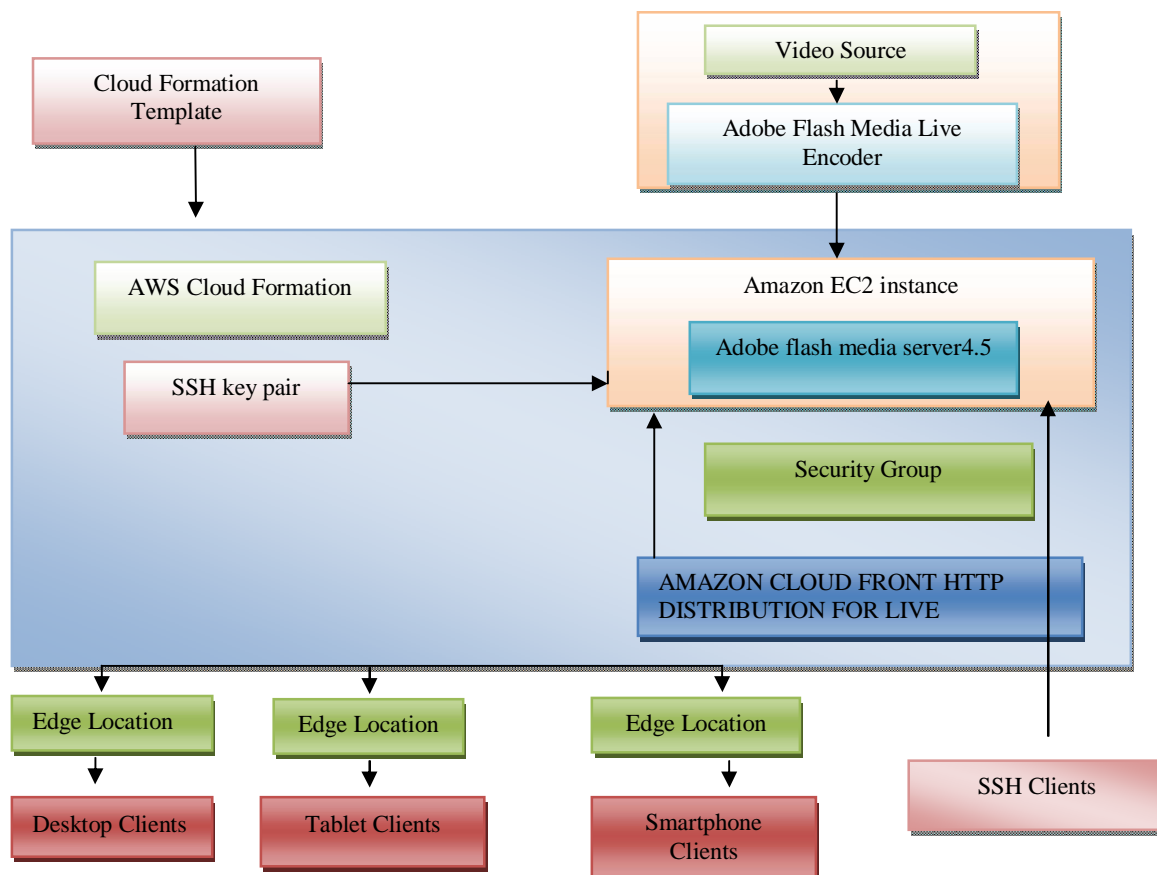 Video Source
Cloud Formation
Template
Adobe Flash Media Live
Encoder
AWS Cloud Formation
Amazon EC2 instance
Adobe flash media server4.5
SSH key pair
Security Group
AMAZON CLOUD FRONT HTTP
DISTRIBUTION FOR LIVE
Edge Location
Edge Location
Edge Location
SSH Clients
Desktop Clients
Tablet Clients
Smartphone
Clients